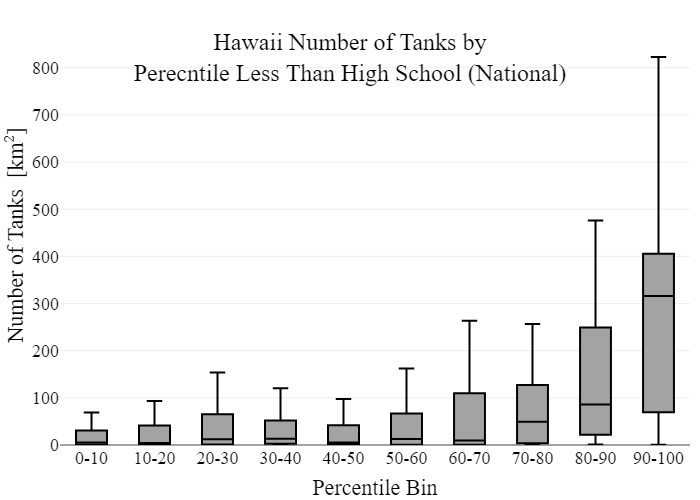 Hawaii Number of Tanks by
Perecntile Less Than High School (National)
Number of Tanks [km²]
800
700
600
500
400
300
200
100
0
0-10 10-20 20-30 30-40 40-50 50-60 60-70 70-80 80-90 90-100
Percentile Bin